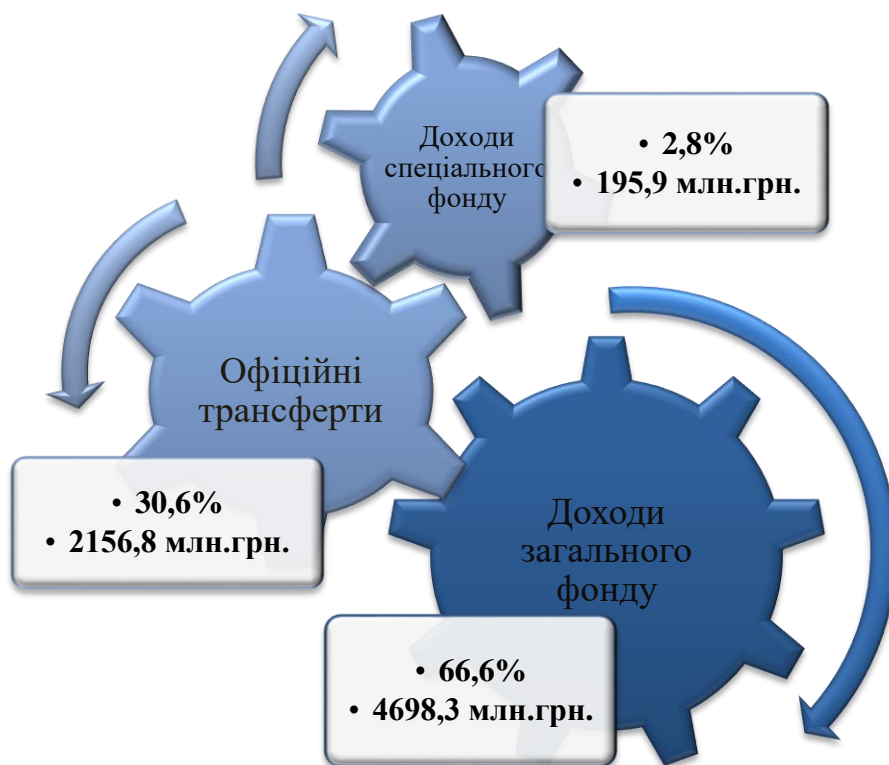 Доходи
спеціального
фонду
• 2,8%
• 195,9 млн.грн.
Офіційні
трансферти
• 30,6%
• 2156,8 млн.грн.
Доходи
загального
фонду
• 66,6%
• 4698,3 млн.грн.